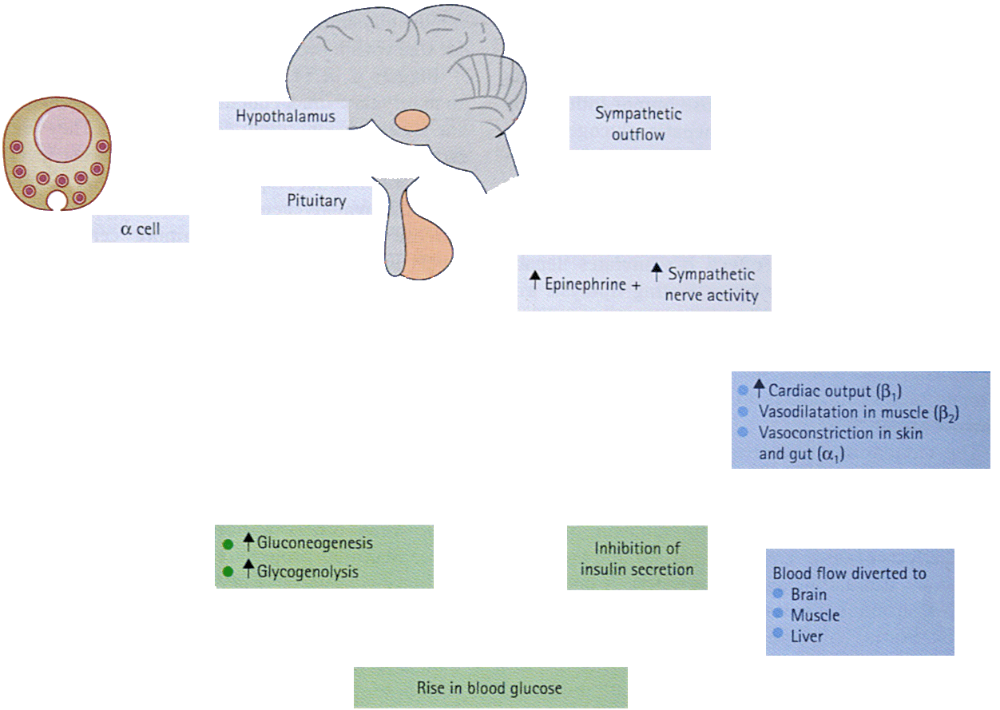 Hypothalamus
Sympathetic
outflow
Pituitary
α cell
↑ Epinephrine + ↑ Sympathetic
nerve activity
↑ Cardiac output (β₁)
Vasodilatation in muscle (β₂)
Vasoconstriction in skin
and gut (α₁)
↑ Gluconeogenesis
↑ Glycogenolysis
Inhibition of
insulin secretion
Blood flow diverted to
Brain
Muscle
Liver
Rise in blood glucose